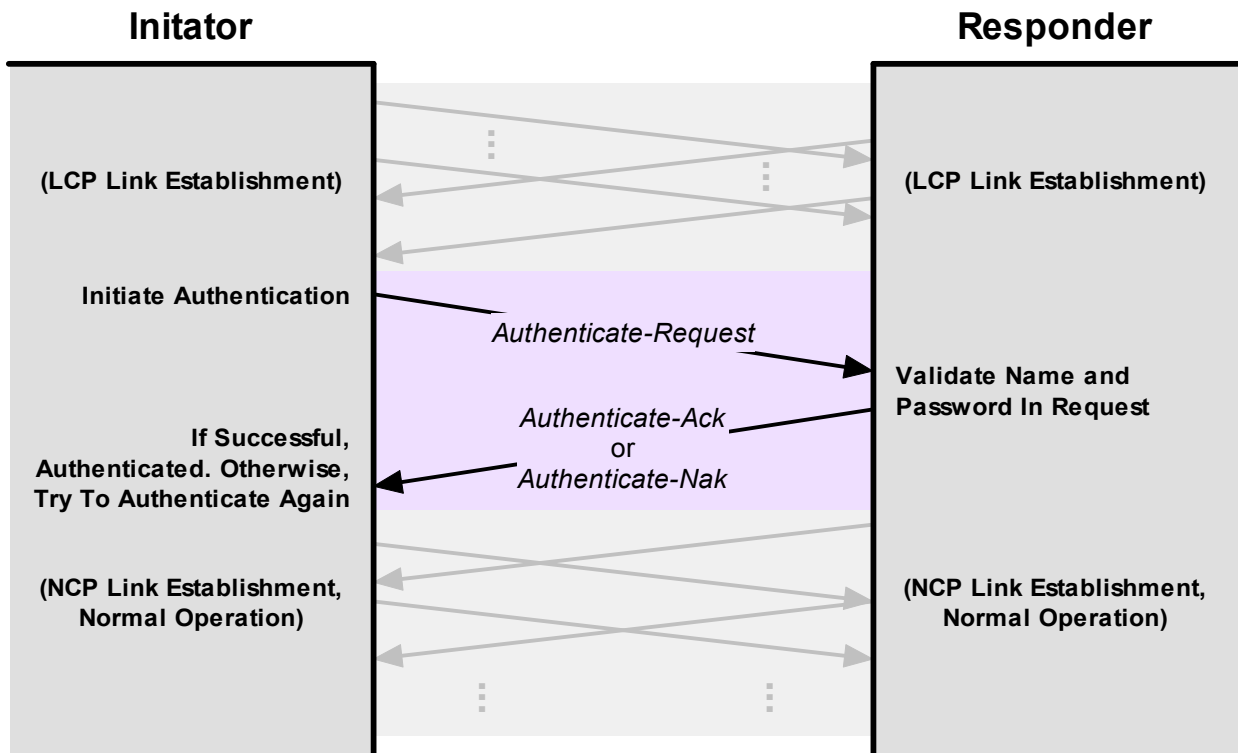 Initator
Responder
(LCP Link Establishment)
(LCP Link Establishment)
Initiate Authentication
Authenticate-Request
Validate Name and
Password In Request
Authenticate-Ack
or
Authenticate-Nak
If Successful,
Authenticated. Otherwise,
Try To Authenticate Again
(NCP Link Establishment,
Normal Operation)
(NCP Link Establishment,
Normal Operation)